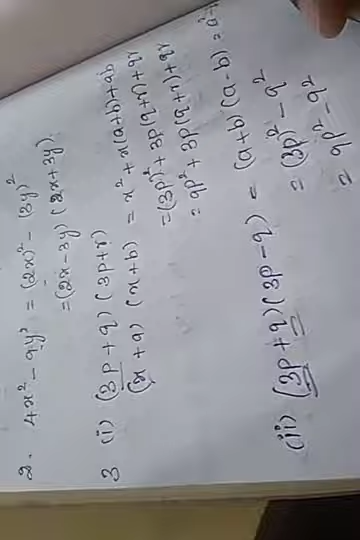 2. 4x² - 9y² = (2x)² - (3y)²
= (2x - 3y) (2x + 3y)
3 (i) (3p + q) (3p + r)
(x + a) (x + b) = x² + x(a+b) + ab
= (3p)² + 3p(q+r) + qr
= 9p² + 3p(q+r) + qr
(ii) (3p + q) (3p - q) = (a+b) (a-b) = a²-
= (3p)² - q²
= 9p² - q²